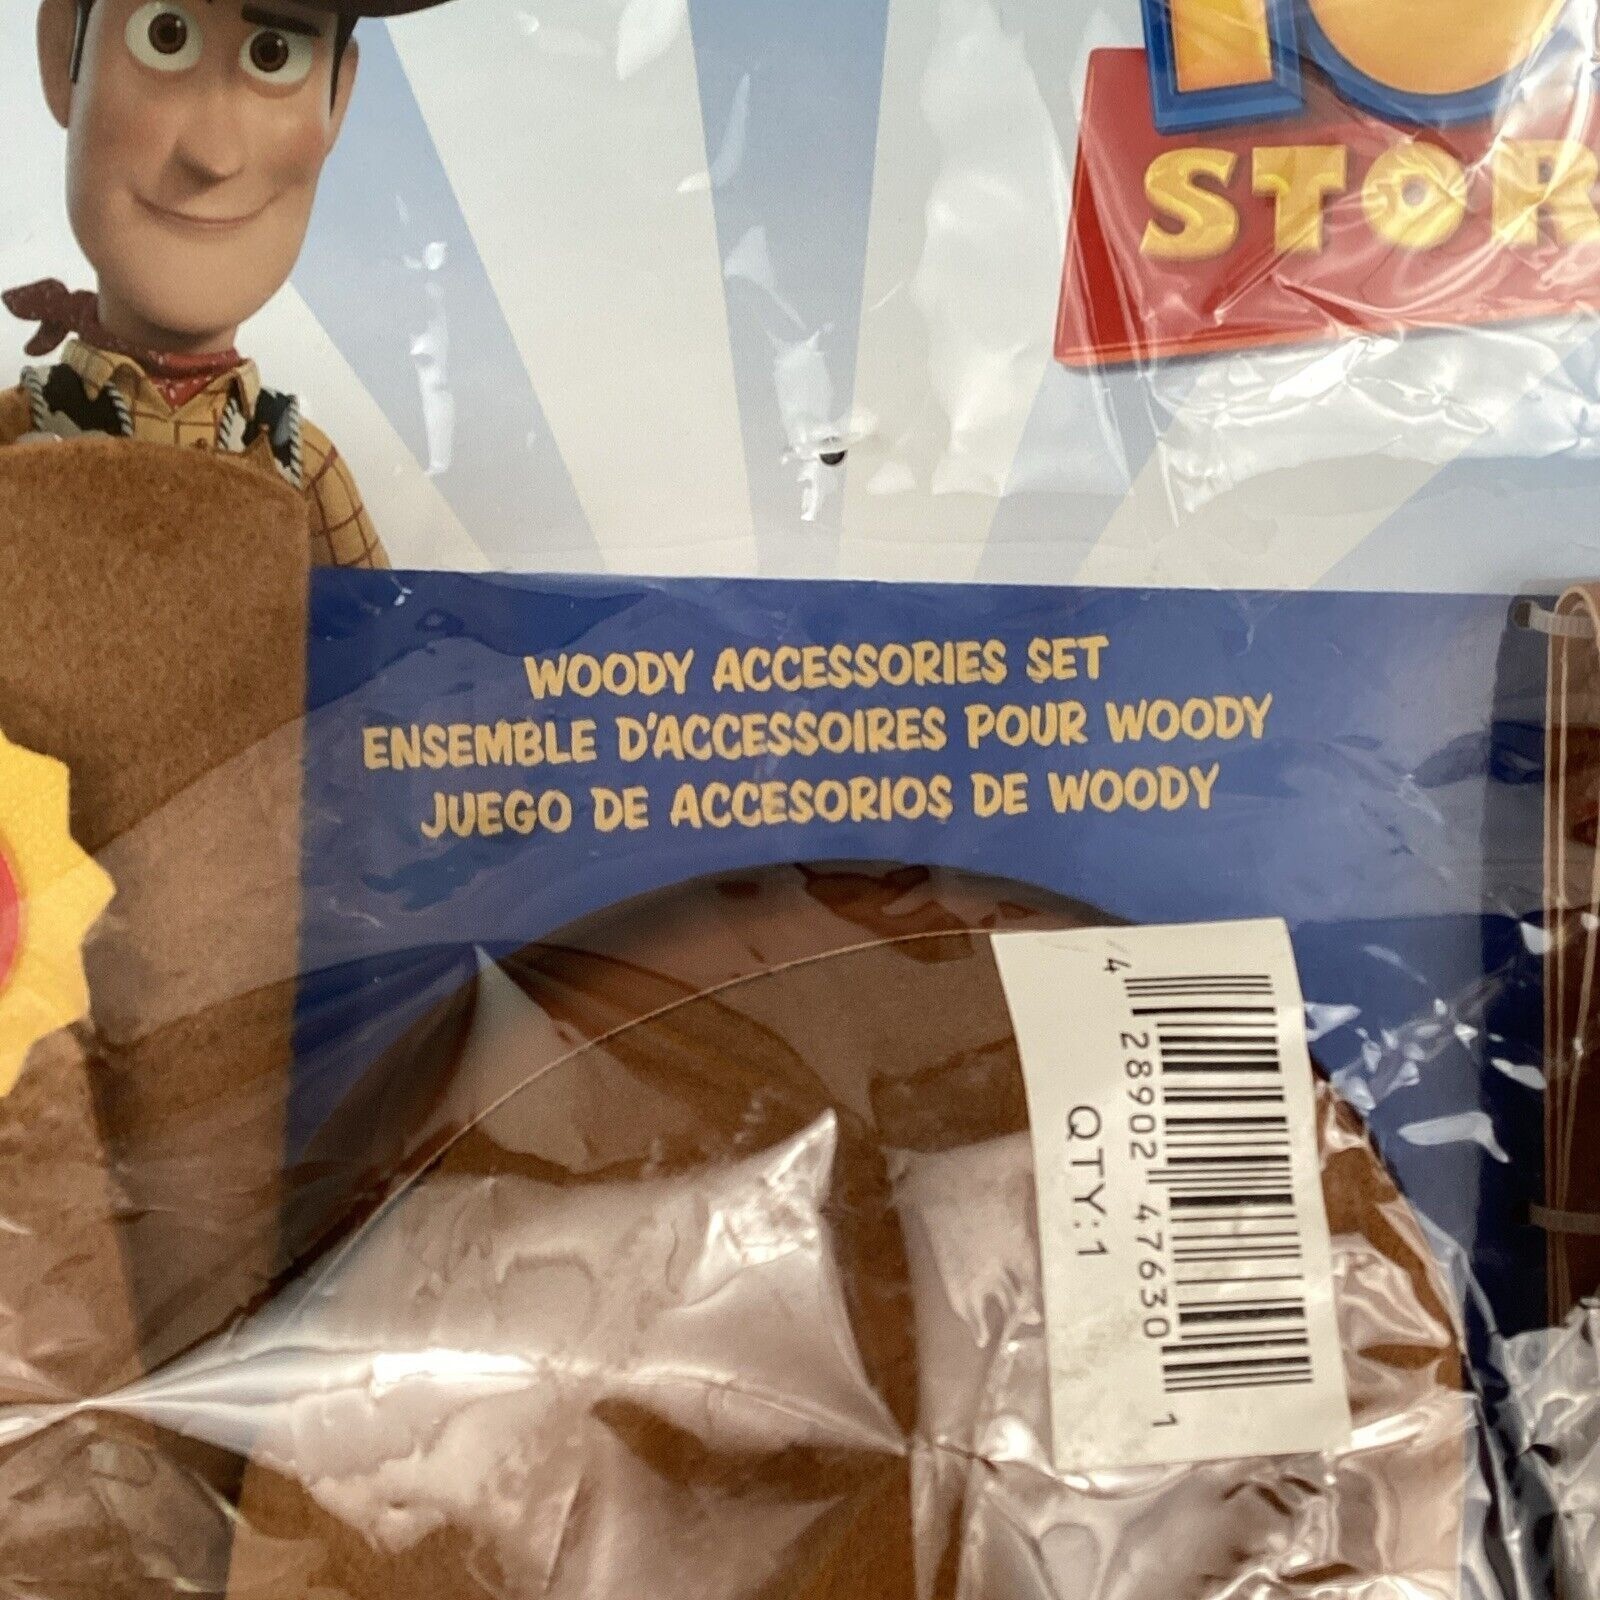 STOR
WOODY ACCESSORIES SET
ENSEMBLE D'ACCESSOIRES POUR WOODY
JUEGO DE ACCESORIOS DE WOODY
4 28902 47630 1
QTY:1